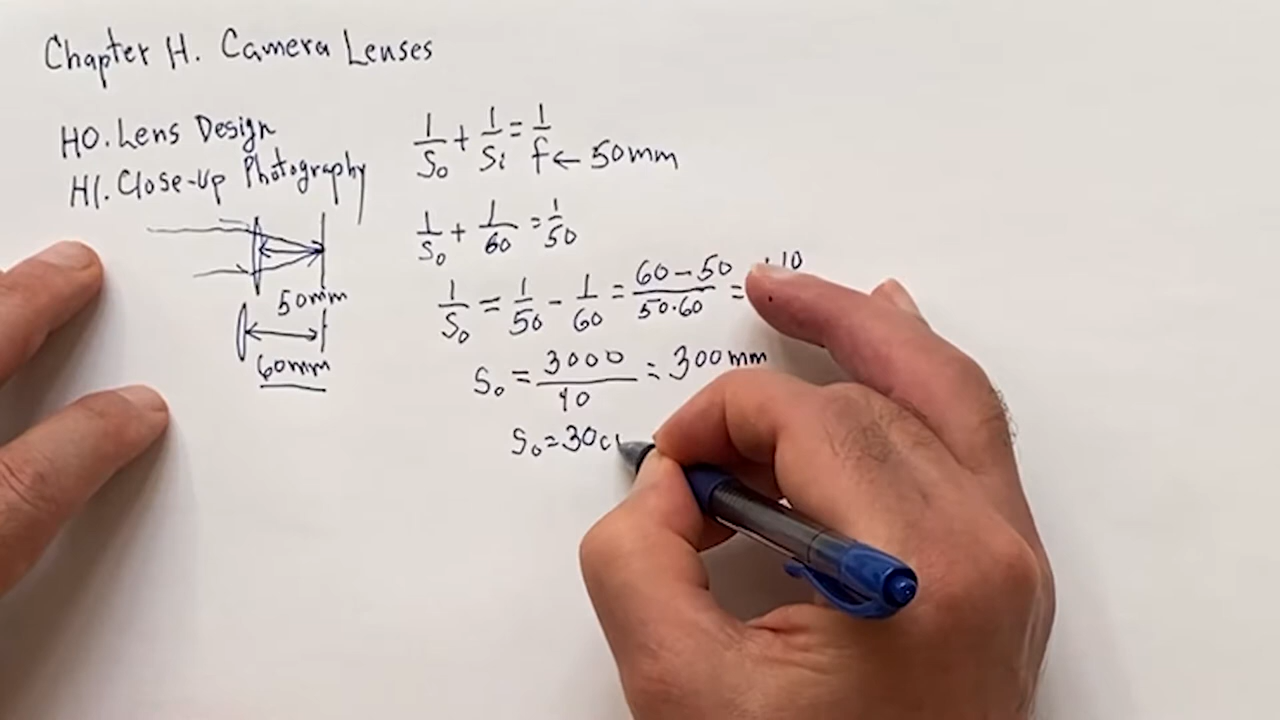 Chapter H. Camera Lenses
H0. Lens Design
H1. Close-Up Photography
50mm
60mm
1/So + 1/Si = 1/f ← 50mm
1/So + 1/60 = 1/50
1/So = 1/50 - 1/60 = 60-50/50·60 = +10
So = 3000/10 = 300mm
So = 30c